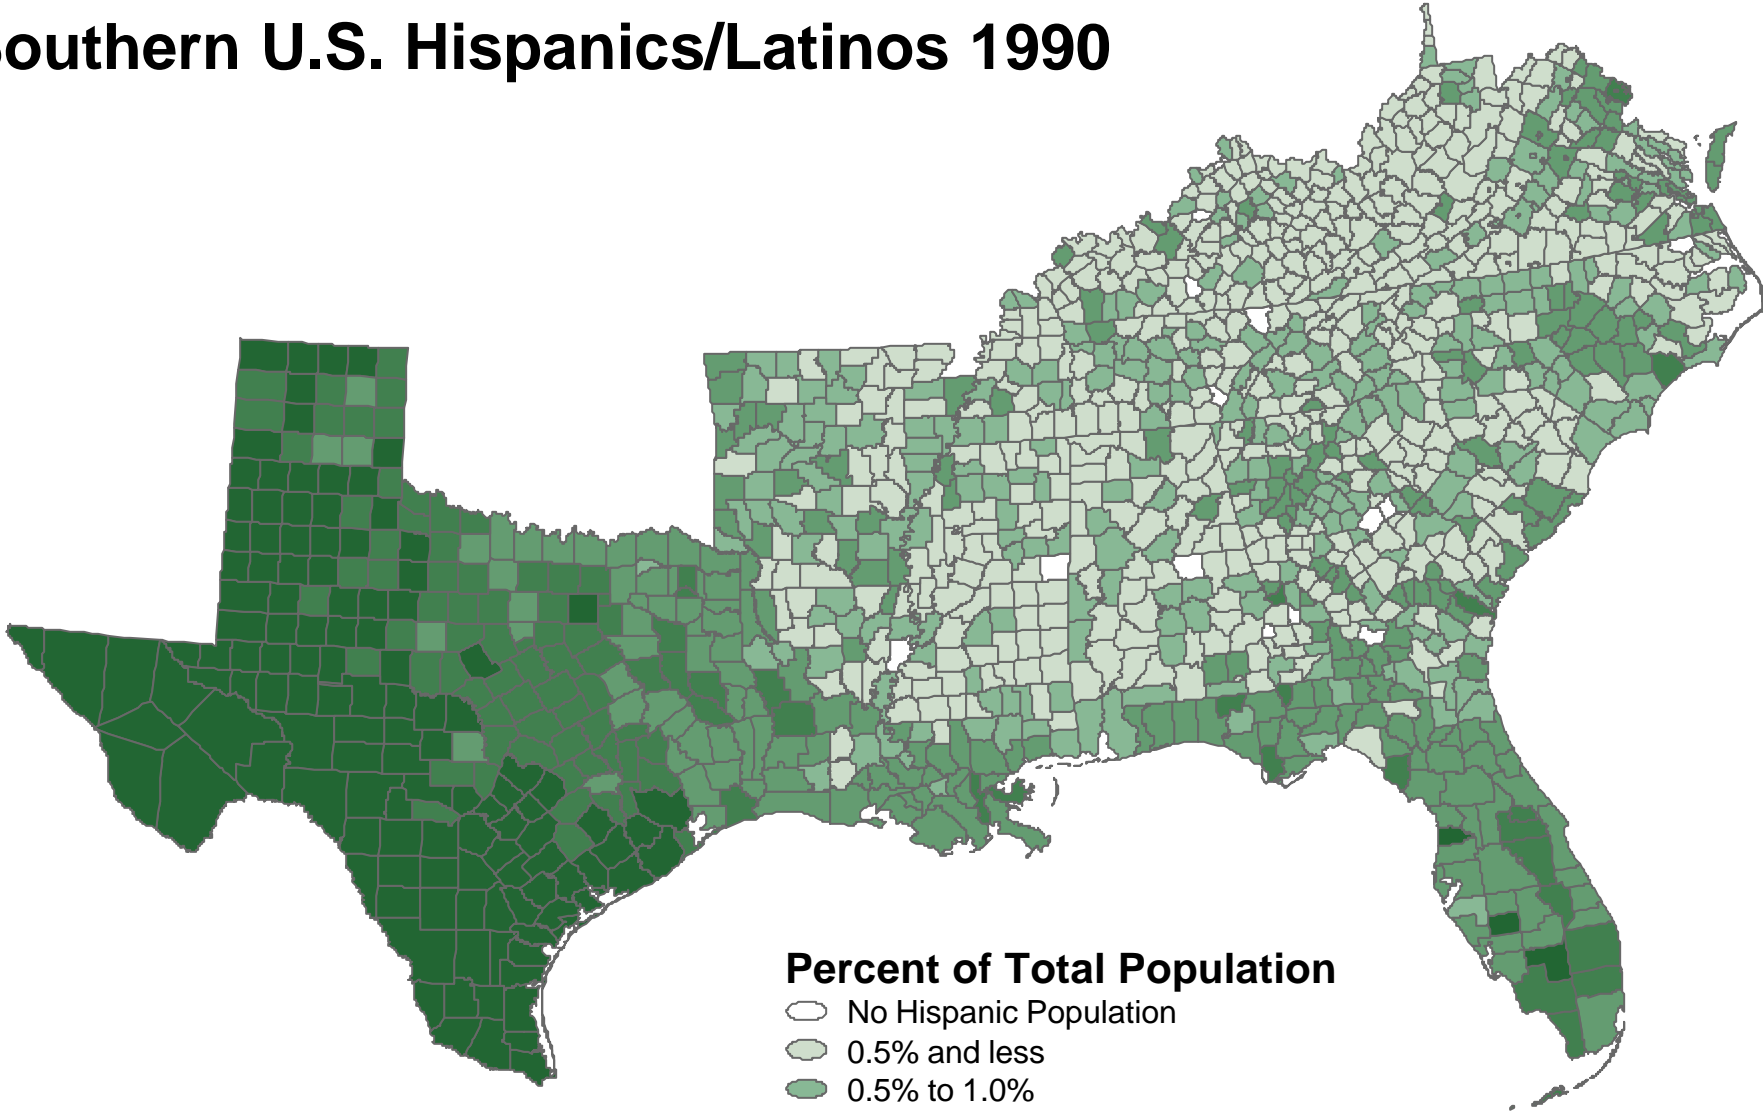 Southern U.S. Hispanics/Latinos 1990
Percent of Total Population
No Hispanic Population
0.5% and less
0.5% to 1.0%